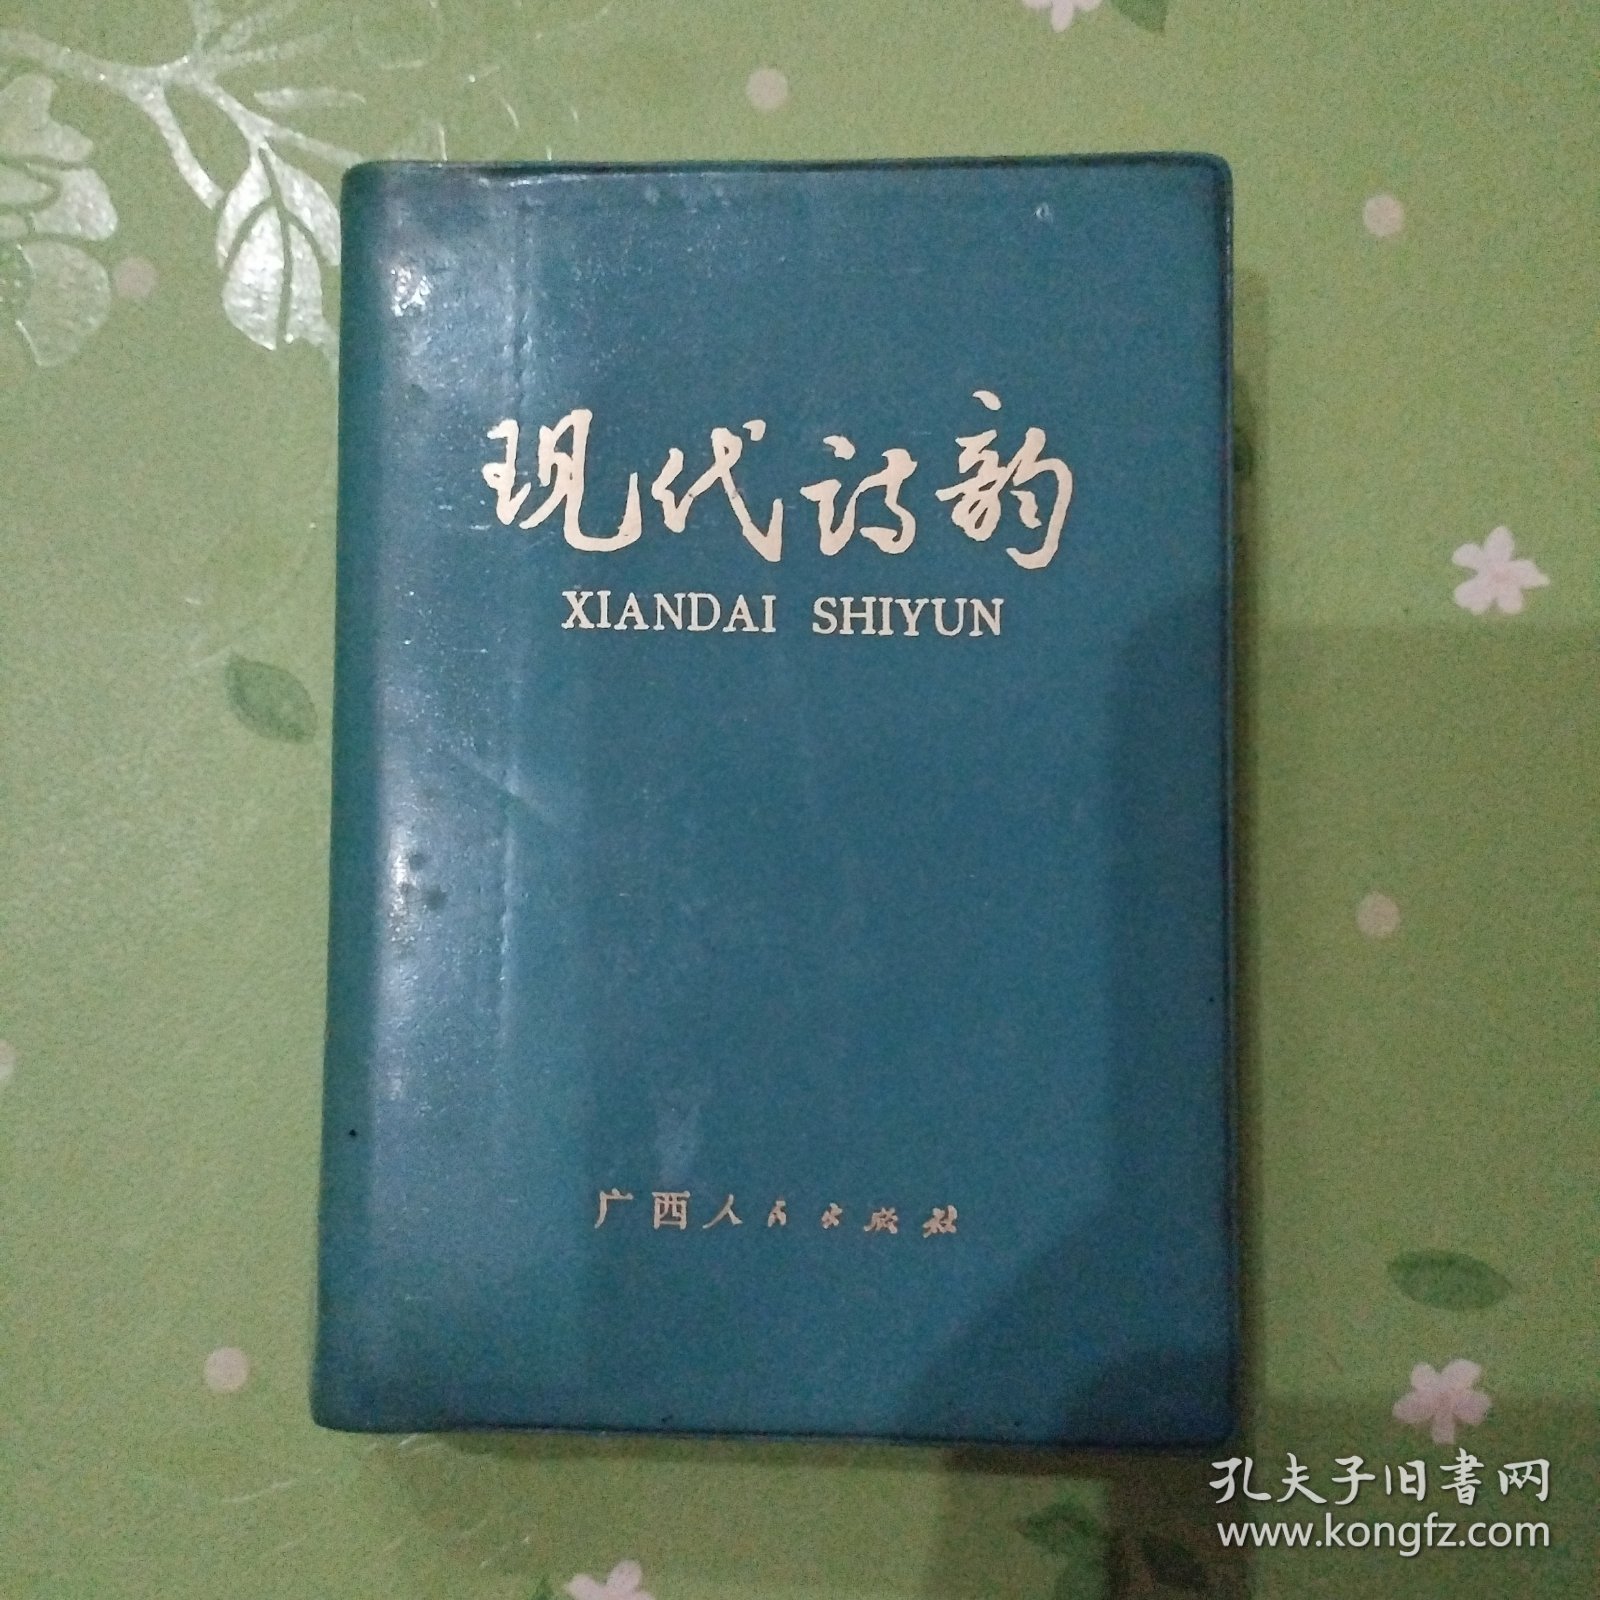 现代诗韵
XIANDAI SHIYUN
广西人民出版社
孔夫子旧书网
www.kongfz.com